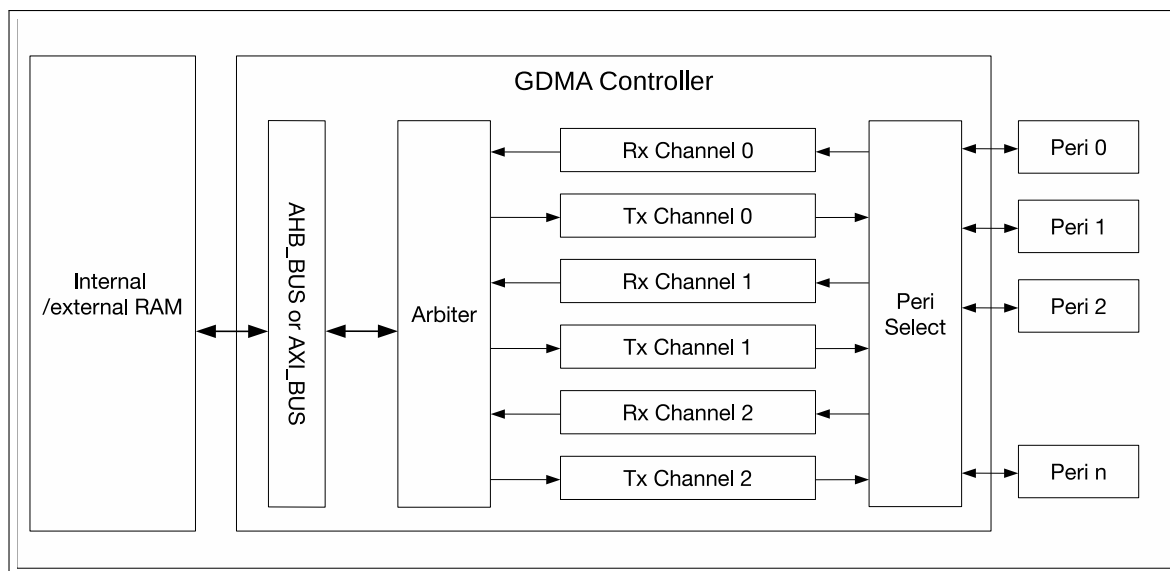 GDMA Controller
Internal
/external RAM
AHB_BUS or AXI_BUS
Arbiter
Rx Channel 0
Tx Channel 0
Rx Channel 1
Tx Channel 1
Rx Channel 2
Tx Channel 2
Peri
Select
Peri 0
Peri 1
Peri 2
Peri n